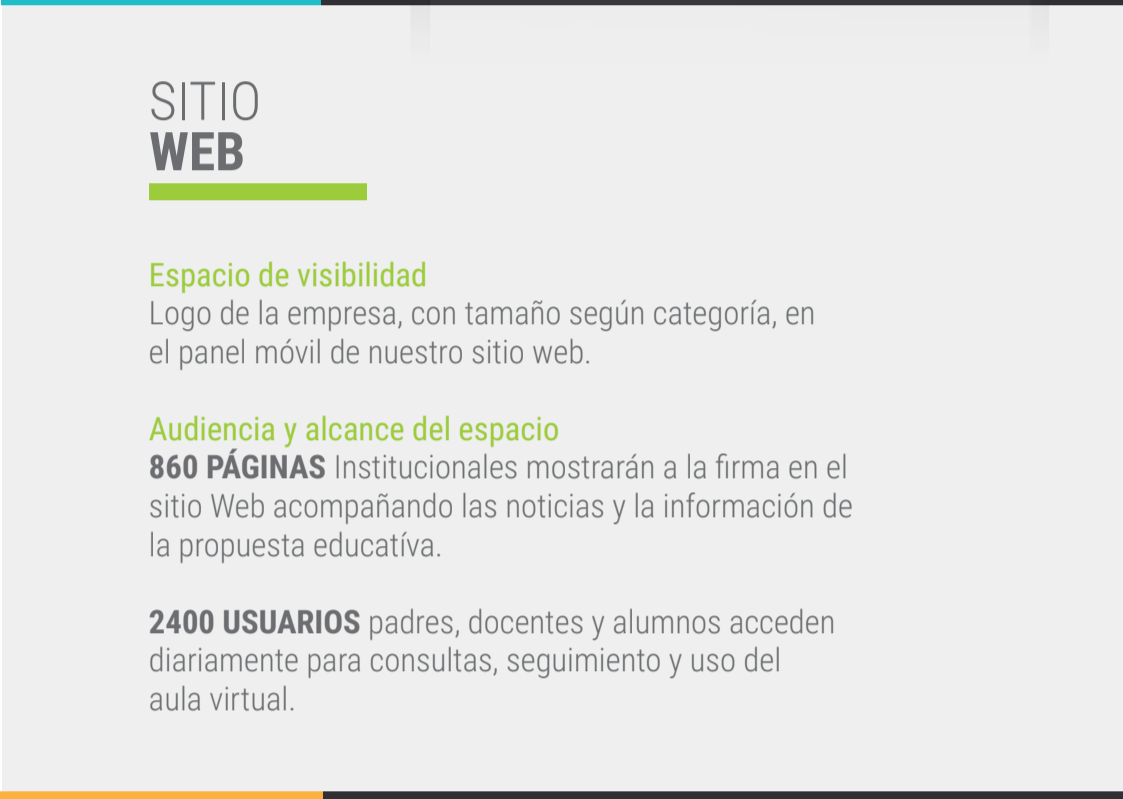 SITIO
WEB
Espacio de visibilidad
Logo de la empresa, con tamaño según categoría, en
el panel móvil de nuestro sitio web.
Audiencia y alcance del espacio
860 PÁGINAS Institucionales mostrarán a la firma en el
sitio Web acompañando las noticias y la información de
la propuesta educatíva.
2400 USUARIOS padres, docentes y alumnos acceden
diariamente para consultas, seguimiento y uso del
aula virtual.